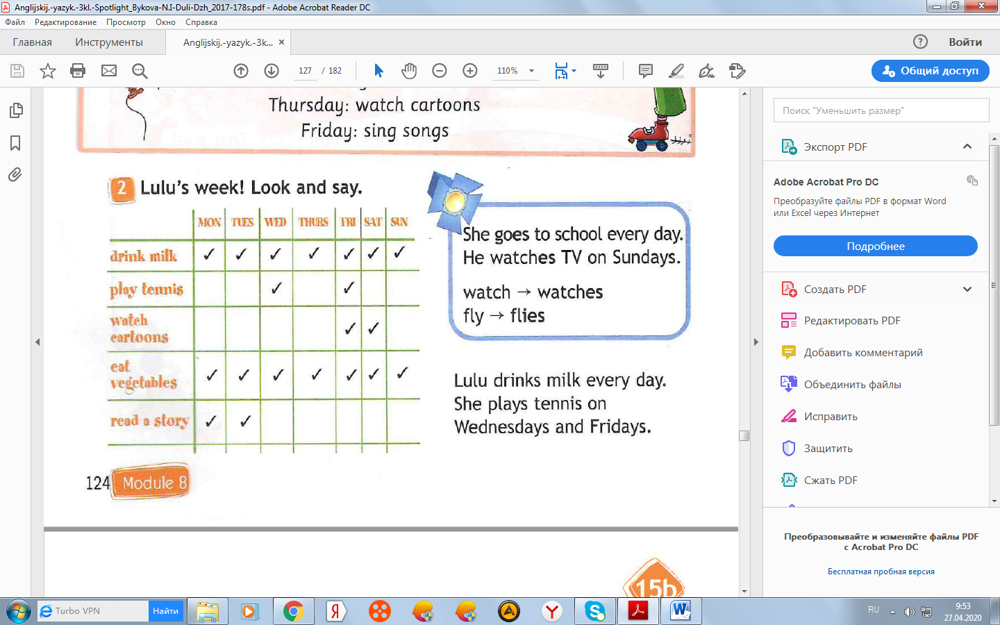 Anglijskij.-yazyk.-3kl.-Spotlight_Bykova-N.I-Duli-Dzh_2017-178s.pdf - Adobe Acrobat Reader DC
Файл Редактирование Просмотр Окно Справка
Главная Инструменты Anglijskij.-yazyk.-3k... × ? Войти
127 / 182 110% Общий доступ
Thursday: watch cartoons
Friday: sing songs
2 Lulu's week! Look and say.
MON TUES WED THURS FRI SAT SUN
drink milk ✓ ✓ ✓ ✓ ✓ ✓ ✓
play tennis ✓ ✓
watch
cartoons ✓ ✓
eat
vegetables ✓ ✓ ✓ ✓ ✓ ✓ ✓
read a story ✓ ✓
She goes to school every day.
He watches TV on Sundays.
watch → watches
fly → flies
Lulu drinks milk every day.
She plays tennis on
Wednesdays and Fridays.
124 Module 8
15b
Поиск "Уменьшить размер"
Экспорт PDF
Adobe Acrobat Pro DC
Преобразуйте файлы PDF в формат Word
или Excel через Интернет
Подробнее
Создать PDF
Редактировать PDF
Добавить комментарий
Объединить файлы
Исправить
Защитить
Сжать PDF
Преобразовывайте и изменяйте файлы PDF
с Acrobat Pro DC
Бесплатная пробная версия
Turbo VPN Найти
RU 9:53
27.04.2020